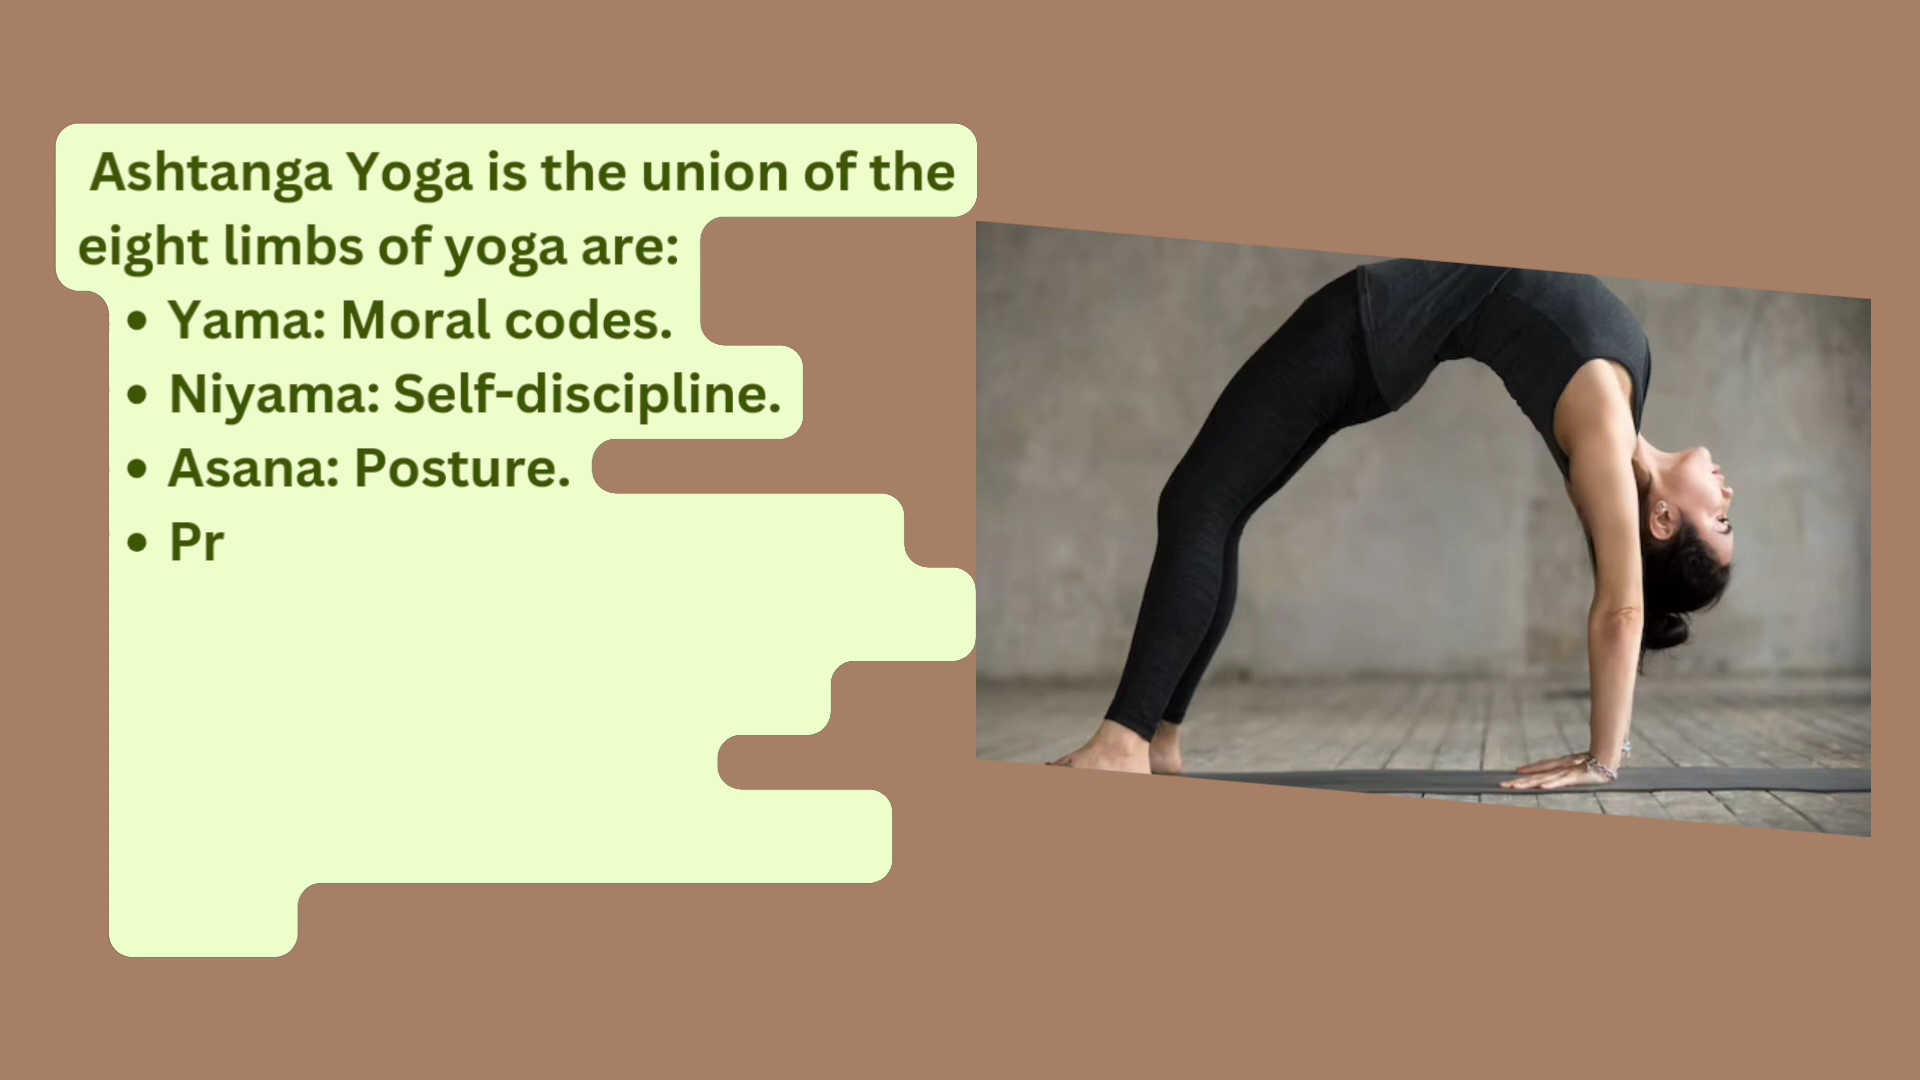 Ashtanga Yoga is the union of the
eight limbs of yoga are:
• Yama: Moral codes.
• Niyama: Self-discipline.
• Asana: Posture.
• Pr